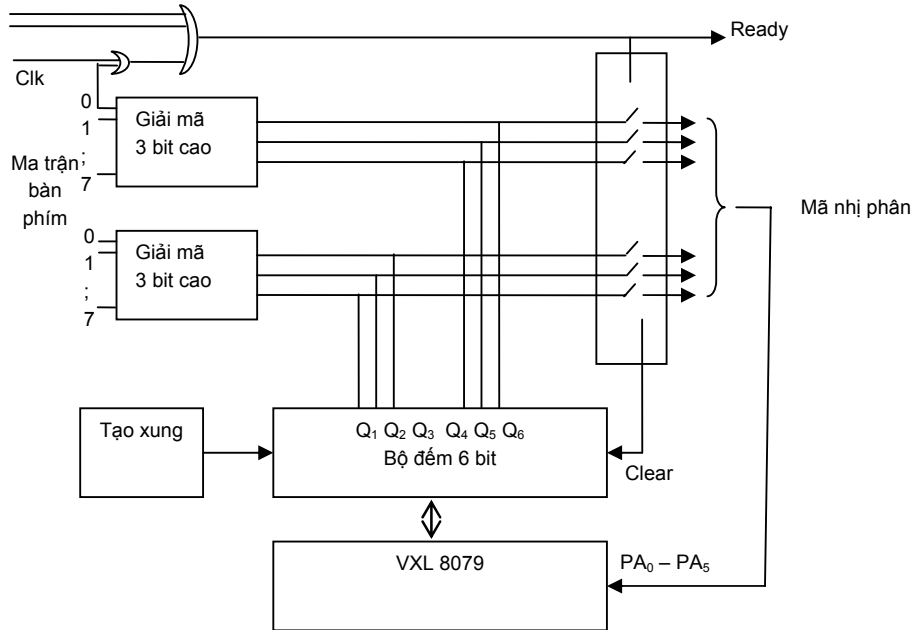 Ready
Clk
0
1
;
7
Giải mã
3 bit cao
Ma trận
bàn
phím
Mã nhị phân
0
1
;
7
Giải mã
3 bit cao
Tạo xung
Q1 Q2 Q3 Q4 Q5 Q6
Bộ đếm 6 bit
Clear
VXL 8079
PA0 – PA5